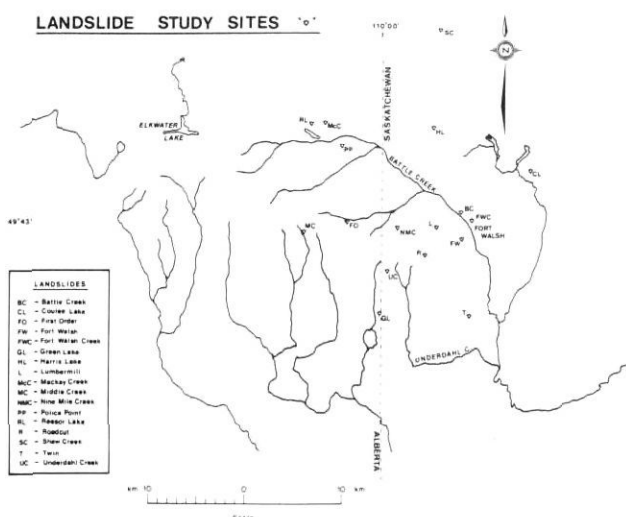 LANDSLIDE STUDY SITES
110°00'
SC
N
SASKATCHEWAN
ELKWATER
LAKE
RL
McC
PP
HL
BATTLE CREEK
CL
49°43'
MC
FO
NMC
L
BC
FWC
FORT
WALSH
FW
R
UC
GL
T
UNDERDAHL C.
ALBERTA
LANDSLIDES
BC - Battle Creek
CL - Couree Lake
FO - First Order
FW - Fort Walsh
FWC - Fort Walsh Creek
GL - Green Lake
HL - Harris Lake
L - Lumbermill
McC - Mackay Creek
MC - Middle Creek
NMC - Nine Mile Creek
PP - Police Point
RL - Reesor Lake
R - Roadcut
SC - Shaw Creek
T - Twin
UC - Underdahl Creek
km 10 0 10 km